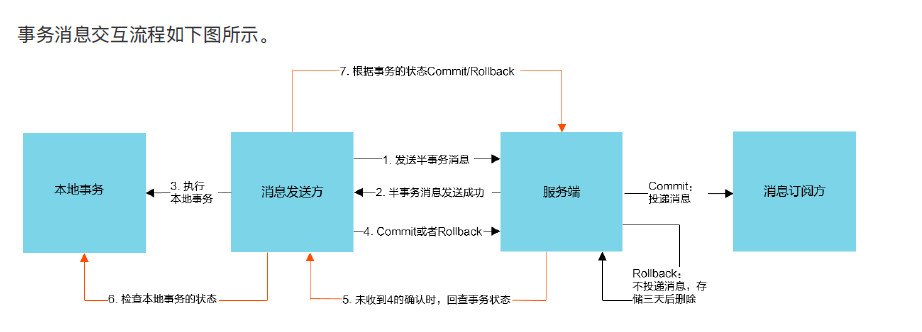 事务消息交互流程如下图所示。
7. 根据事务的状态Commit/Rollback
本地事务
3. 执行
本地事务
消息发送方
1. 发送半事务消息
2. 半事务消息发送成功
4. Commit或者Rollback
服务端
Commit：
投递消息
消息订阅方
Rollback：
不投递消息，存
储三天后删除
6. 检查本地事务的状态
5. 未收到4的确认时，回查事务状态